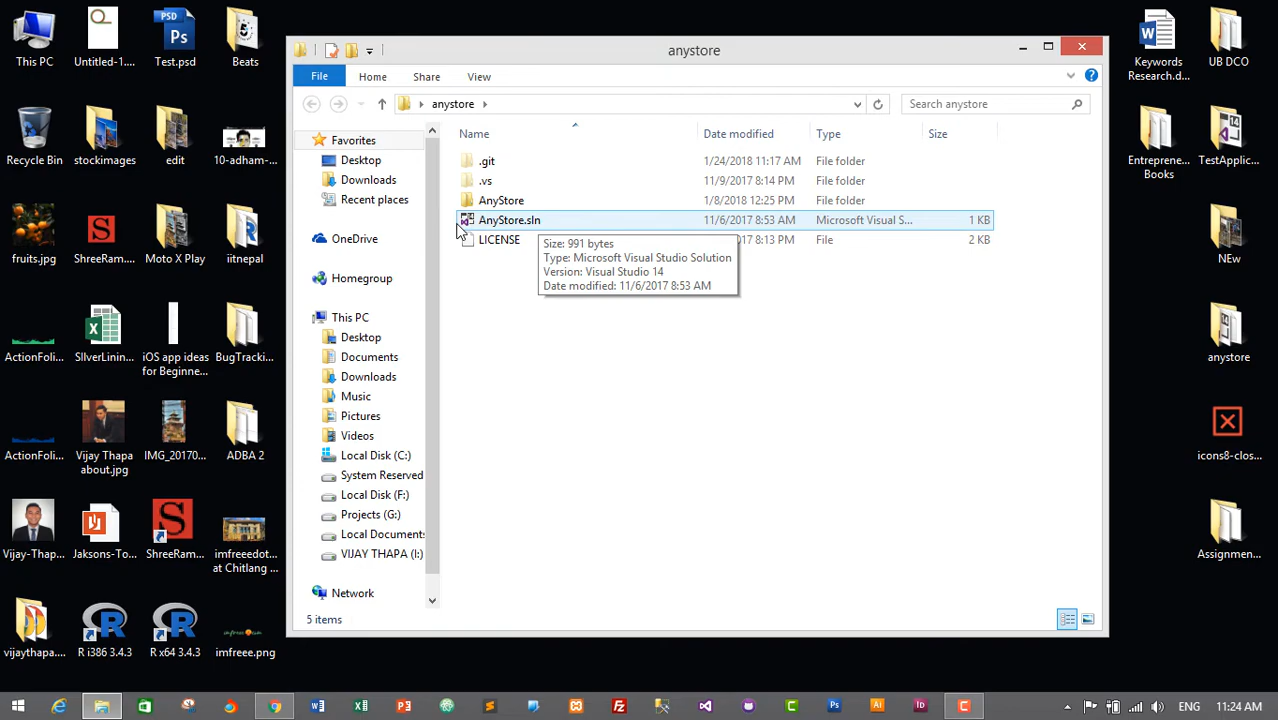 This PC
Untitled-1....
Test.psd
Beats
Recycle Bin
stockimages
edit
10-adham-...
fruits.jpg
ShreeRam...
Moto X Play
iitnepal
ActionFoli...
SIlverLinin...
iOS app ideas
for Beginne...
BugTracki...
ActionFoli...
Vijay Thapa
about.jpg
IMG_20170...
ADBA 2
Vijay-Thap...
Jaksons-To...
ShreeRam...
imfreeedot...
at Chitlang ...
vijaythapa....
R i386 3.4.3
R x64 3.4.3
imfreee.png
anystore
File
Home
Share
View
anystore
Search anystore
Favorites
Desktop
Downloads
Recent places
OneDrive
Homegroup
This PC
Desktop
Documents
Downloads
Music
Pictures
Videos
Local Disk (C:)
System Reserved
Local Disk (F:)
Projects (G:)
Local Documents
VIJAY THAPA (I:)
Network
Name
Date modified
Type
Size
.git
1/24/2018 11:17 AM
File folder
.vs
11/9/2017 8:14 PM
File folder
AnyStore
1/8/2018 12:25 PM
File folder
AnyStore.sln
11/6/2017 8:53 AM
Microsoft Visual S...
1 KB
LICENSE
2017 8:13 PM
File
2 KB
Size: 991 bytes
Type: Microsoft Visual Studio Solution
Version: Visual Studio 14
Date modified: 11/6/2017 8:53 AM
5 items
Keywords
Research.d...
UB DCO
Entreprene...
Books
TestApplic...
NEw
anystore
icons8-clos...
Assignmen...
11:24 AM